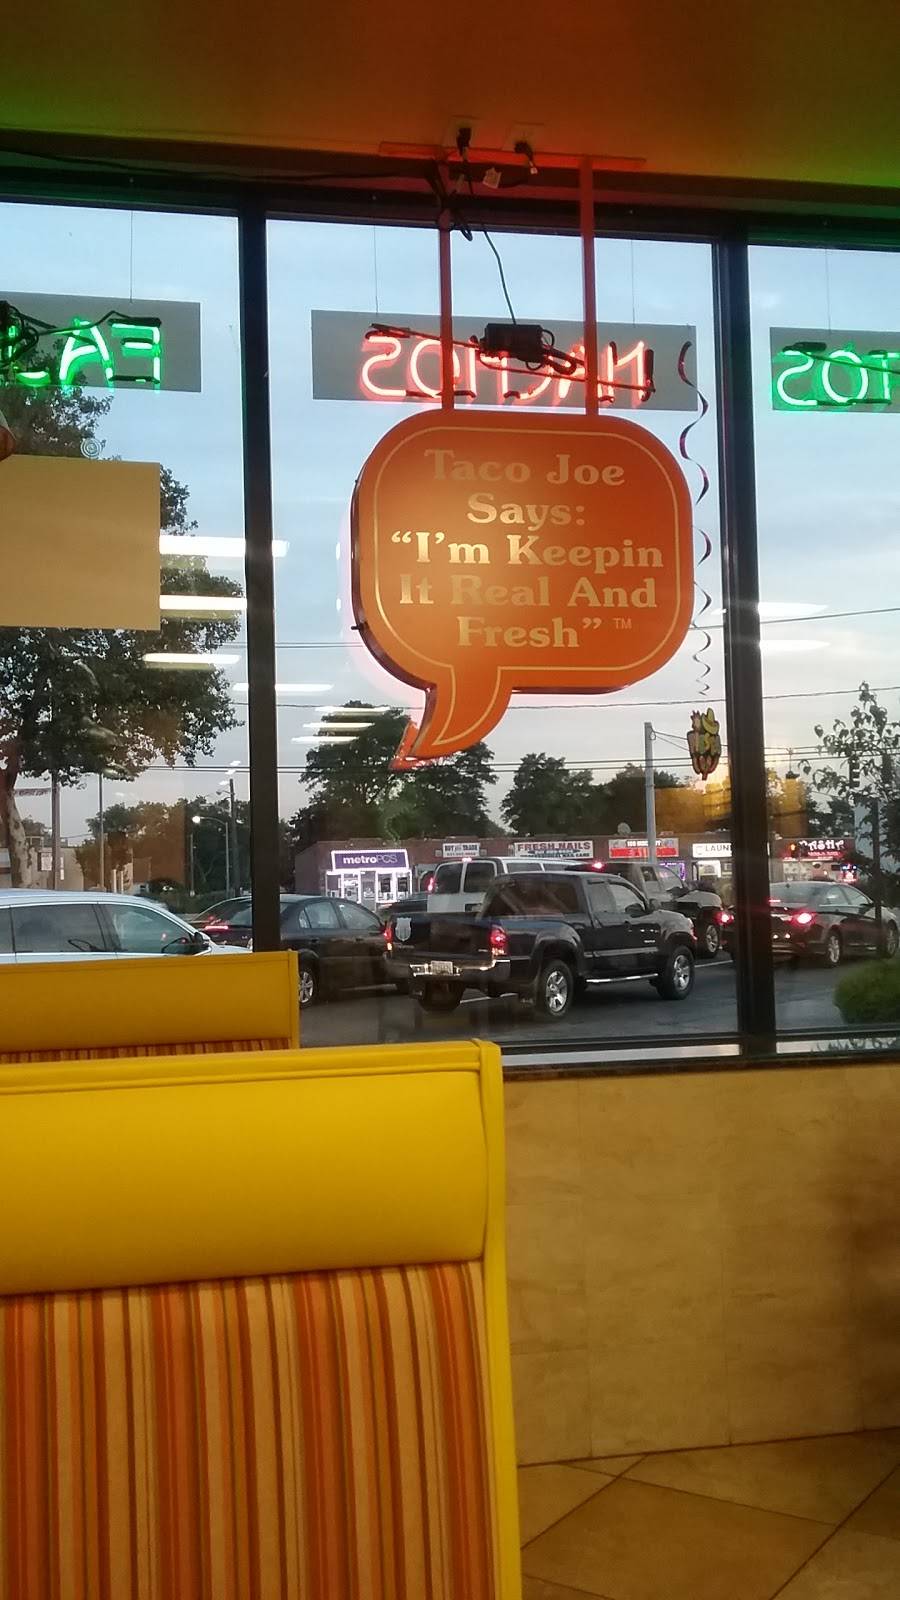 NACHOS
Taco Joe
Says:
“I’m Keepin
It Real And
Fresh” ™
metroPCS
FRESH NAILS